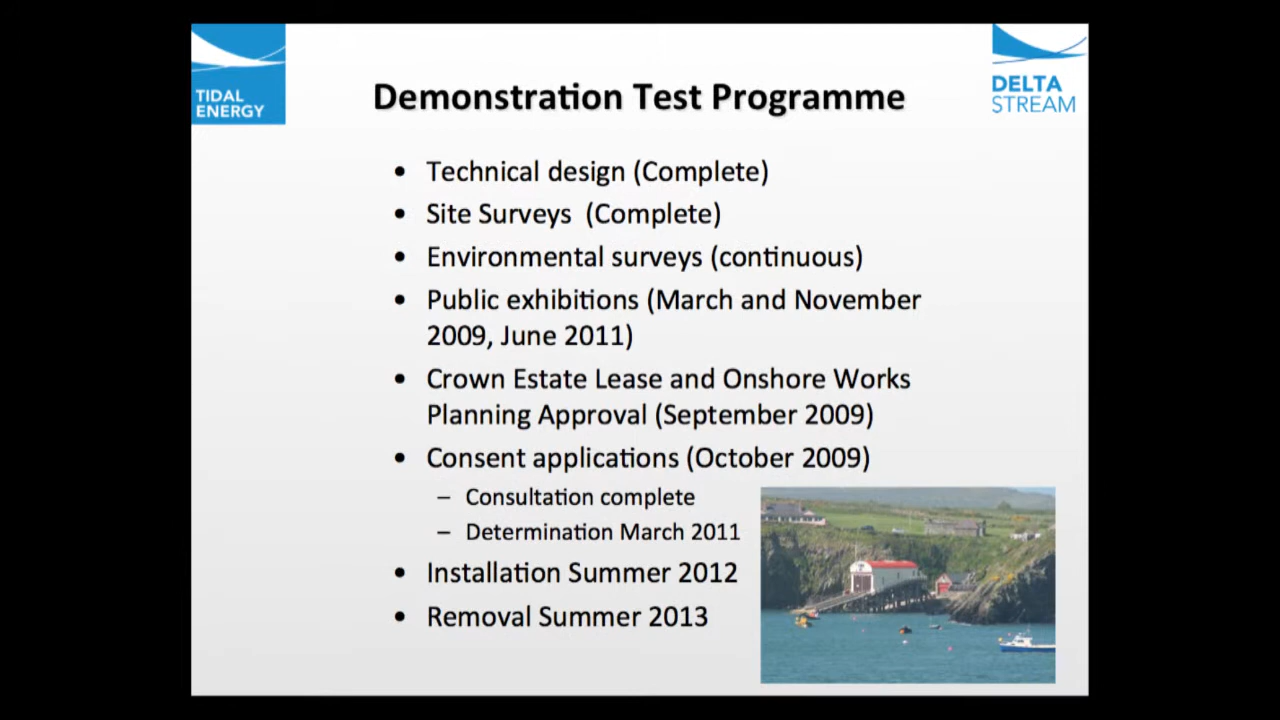 TIDAL
ENERGY
Demonstration Test Programme
DELTA
STREAM
• Technical design (Complete)
• Site Surveys  (Complete)
• Environmental surveys (continuous)
• Public exhibitions (March and November
2009, June 2011)
• Crown Estate Lease and Onshore Works
Planning Approval (September 2009)
• Consent applications (October 2009)
– Consultation complete
– Determination March 2011
• Installation Summer 2012
• Removal Summer 2013